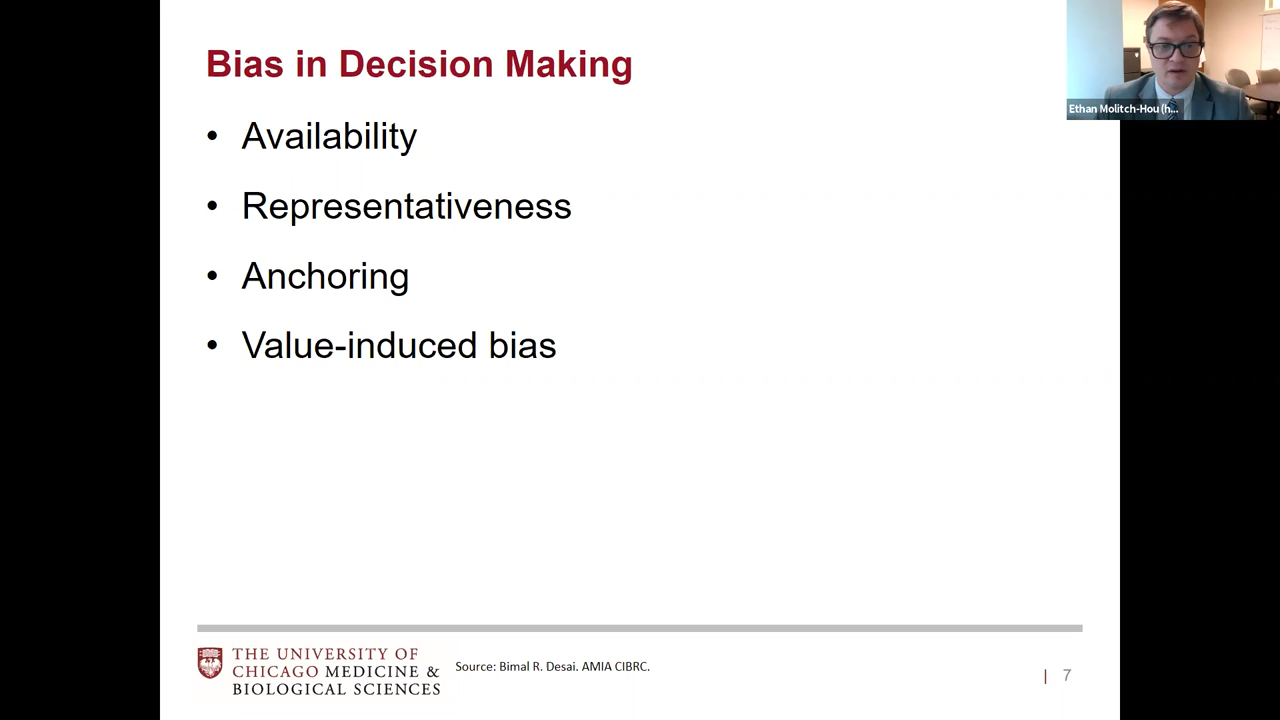 Bias in Decision Making
Ethan Molitch-Hou (h...
• Availability
• Representativeness
• Anchoring
• Value-induced bias
THE UNIVERSITY OF
CHICAGO MEDICINE &
BIOLOGICAL SCIENCES
Source: Bimal R. Desai. AMIA CIBRC.
| 7